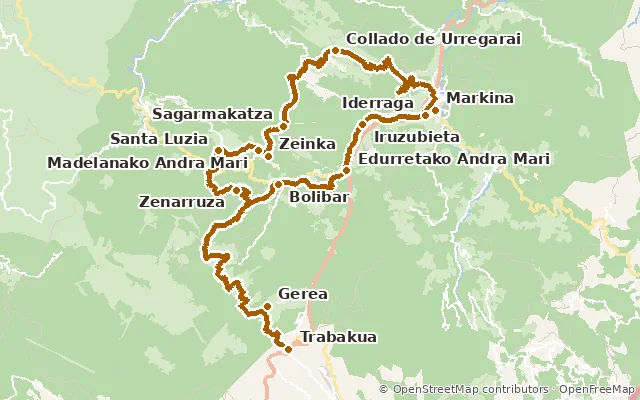 Collado de Urregarai
Markina
Iderraga
Sagarmakatza
Iruzubieta
Santa Luzia
Zeinka
Edurretako Andra Mari
Madelanako Andra Mari
Bolibar
Zenarruza
Gerea
Trabakua
© OpenStreetMap contributors - OpenFreeMap